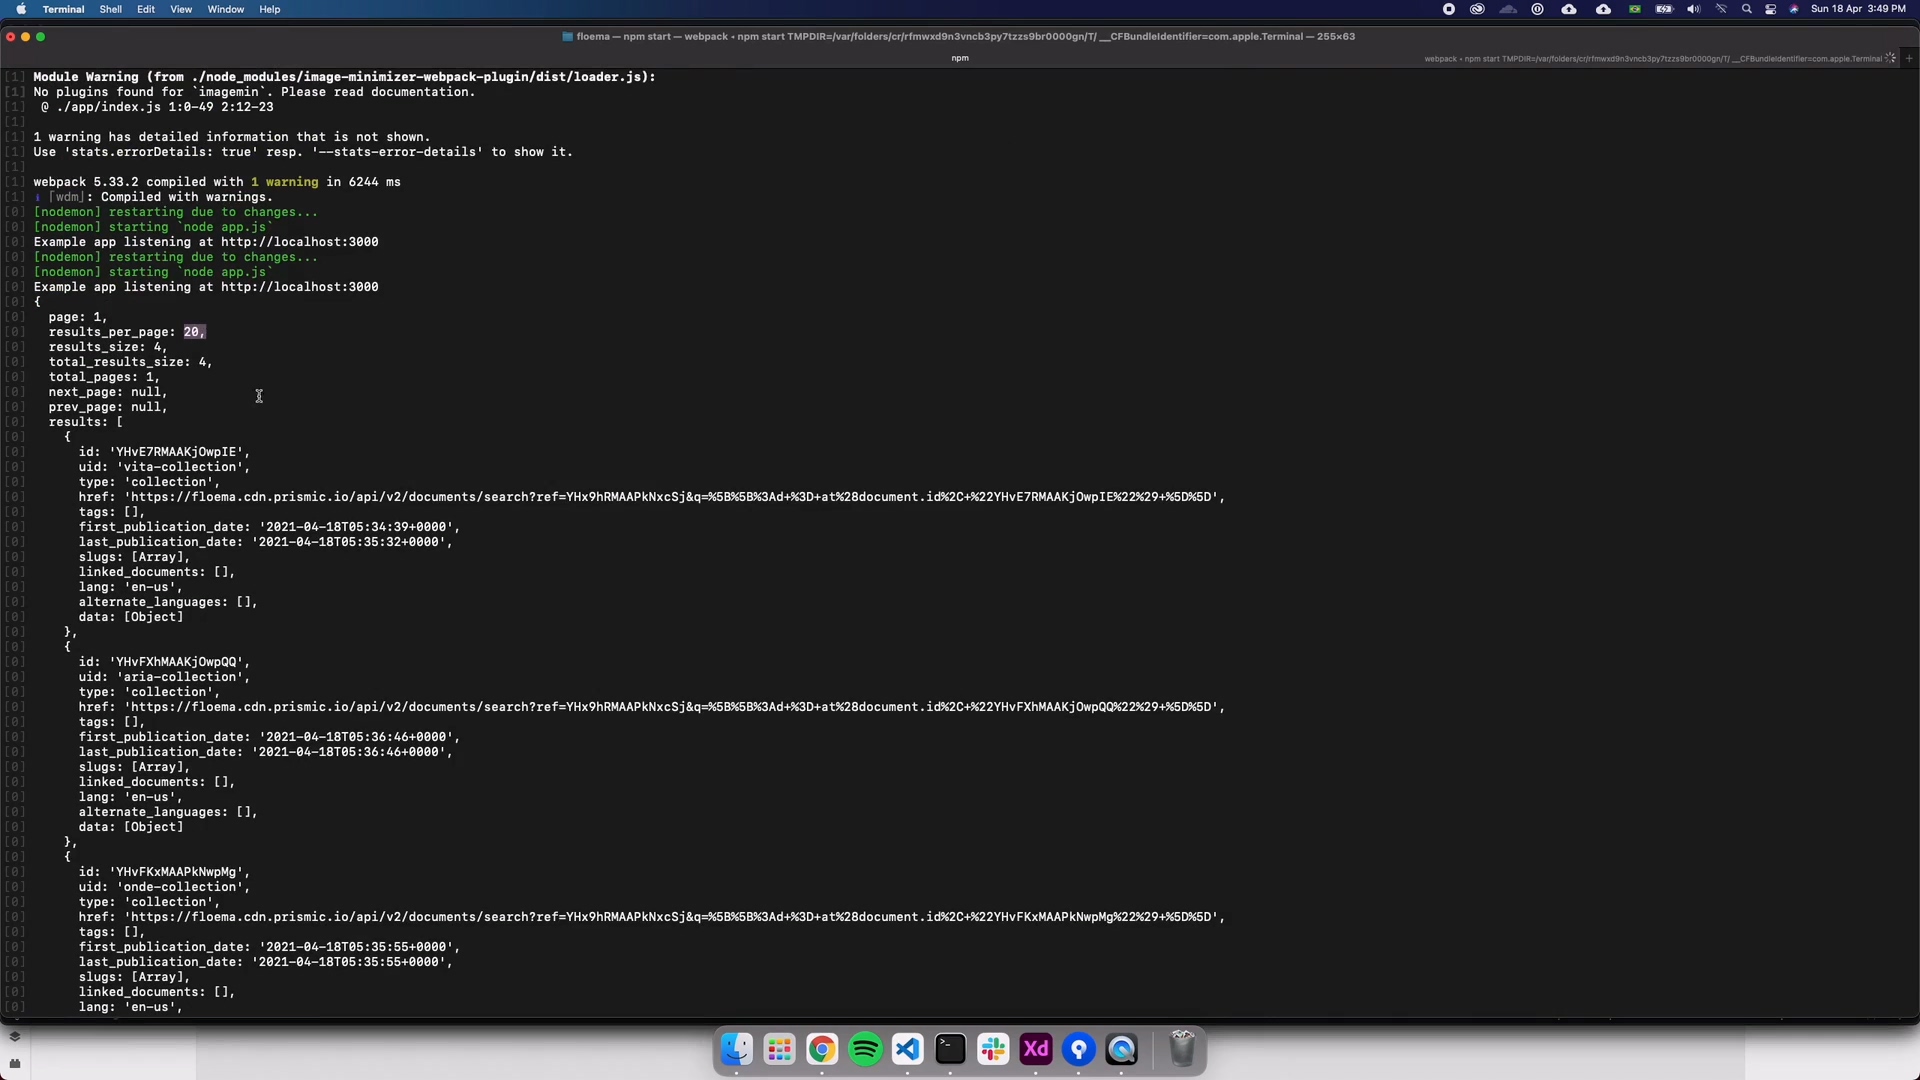 Terminal Shell Edit View Window Help Sun 18 Apr 3:49 PM
floema — npm start — webpack • npm start TMPDIR=/var/folders/cr/rfmwxd9n3vncb3py7tzzs9br0000gn/T/ __CFBundleIdentifier=com.apple.Terminal — 255×63
npm webpack • npm start TMPDIR=/var/folders/cr/rfmwxd9n3vncb3py7tzzs9br0000gn/T/ __CFBundleIdentifier=com.apple.Terminal
[1] Module Warning (from ./node_modules/image-minimizer-webpack-plugin/dist/loader.js):
[1] No plugins found for `imagemin`. Please read documentation.
[1]  @ ./app/index.js 1:0-49 2:12-23
[1]
[1] 1 warning has detailed information that is not shown.
[1] Use 'stats.errorDetails: true' resp. '--stats-error-details' to show it.
[1]
[1] webpack 5.33.2 compiled with 1 warning in 6244 ms
[1] i ｢wdm｣: Compiled with warnings.
[0] [nodemon] restarting due to changes...
[0] [nodemon] starting `node app.js`
[0] Example app listening at http://localhost:3000
[0] [nodemon] restarting due to changes...
[0] [nodemon] starting `node app.js`
[0] Example app listening at http://localhost:3000
[0] {
[0]   page: 1,
[0]   results_per_page: 20,
[0]   results_size: 4,
[0]   total_results_size: 4,
[0]   total_pages: 1,
[0]   next_page: null,
[0]   prev_page: null,
[0]   results: [
[0]     {
[0]       id: 'YHvE7RMAAKjOwpIE',
[0]       uid: 'vita-collection',
[0]       type: 'collection',
[0]       href: 'https://floema.cdn.prismic.io/api/v2/documents/search?ref=YHx9hRMAAPkNxcSj&q=%5B%5B%3Ad+%3D+at%28document.id%2C+%22YHvE7RMAAKjOwpIE%22%29+%5D%5D',
[0]       tags: [],
[0]       first_publication_date: '2021-04-18T05:34:39+0000',
[0]       last_publication_date: '2021-04-18T05:35:32+0000',
[0]       slugs: [Array],
[0]       linked_documents: [],
[0]       lang: 'en-us',
[0]       alternate_languages: [],
[0]       data: [Object]
[0]     },
[0]     {
[0]       id: 'YHvFXhMAAKjOwpQQ',
[0]       uid: 'aria-collection',
[0]       type: 'collection',
[0]       href: 'https://floema.cdn.prismic.io/api/v2/documents/search?ref=YHx9hRMAAPkNxcSj&q=%5B%5B%3Ad+%3D+at%28document.id%2C+%22YHvFXhMAAKjOwpQQ%22%29+%5D%5D',
[0]       tags: [],
[0]       first_publication_date: '2021-04-18T05:36:46+0000',
[0]       last_publication_date: '2021-04-18T05:36:46+0000',
[0]       slugs: [Array],
[0]       linked_documents: [],
[0]       lang: 'en-us',
[0]       alternate_languages: [],
[0]       data: [Object]
[0]     },
[0]     {
[0]       id: 'YHvFKxMAAPkNwpMg',
[0]       uid: 'onde-collection',
[0]       type: 'collection',
[0]       href: 'https://floema.cdn.prismic.io/api/v2/documents/search?ref=YHx9hRMAAPkNxcSj&q=%5B%5B%3Ad+%3D+at%28document.id%2C+%22YHvFKxMAAPkNwpMg%22%29+%5D%5D',
[0]       tags: [],
[0]       first_publication_date: '2021-04-18T05:35:55+0000',
[0]       last_publication_date: '2021-04-18T05:35:55+0000',
[0]       slugs: [Array],
[0]       linked_documents: [],
[0]       lang: 'en-us',
Xd